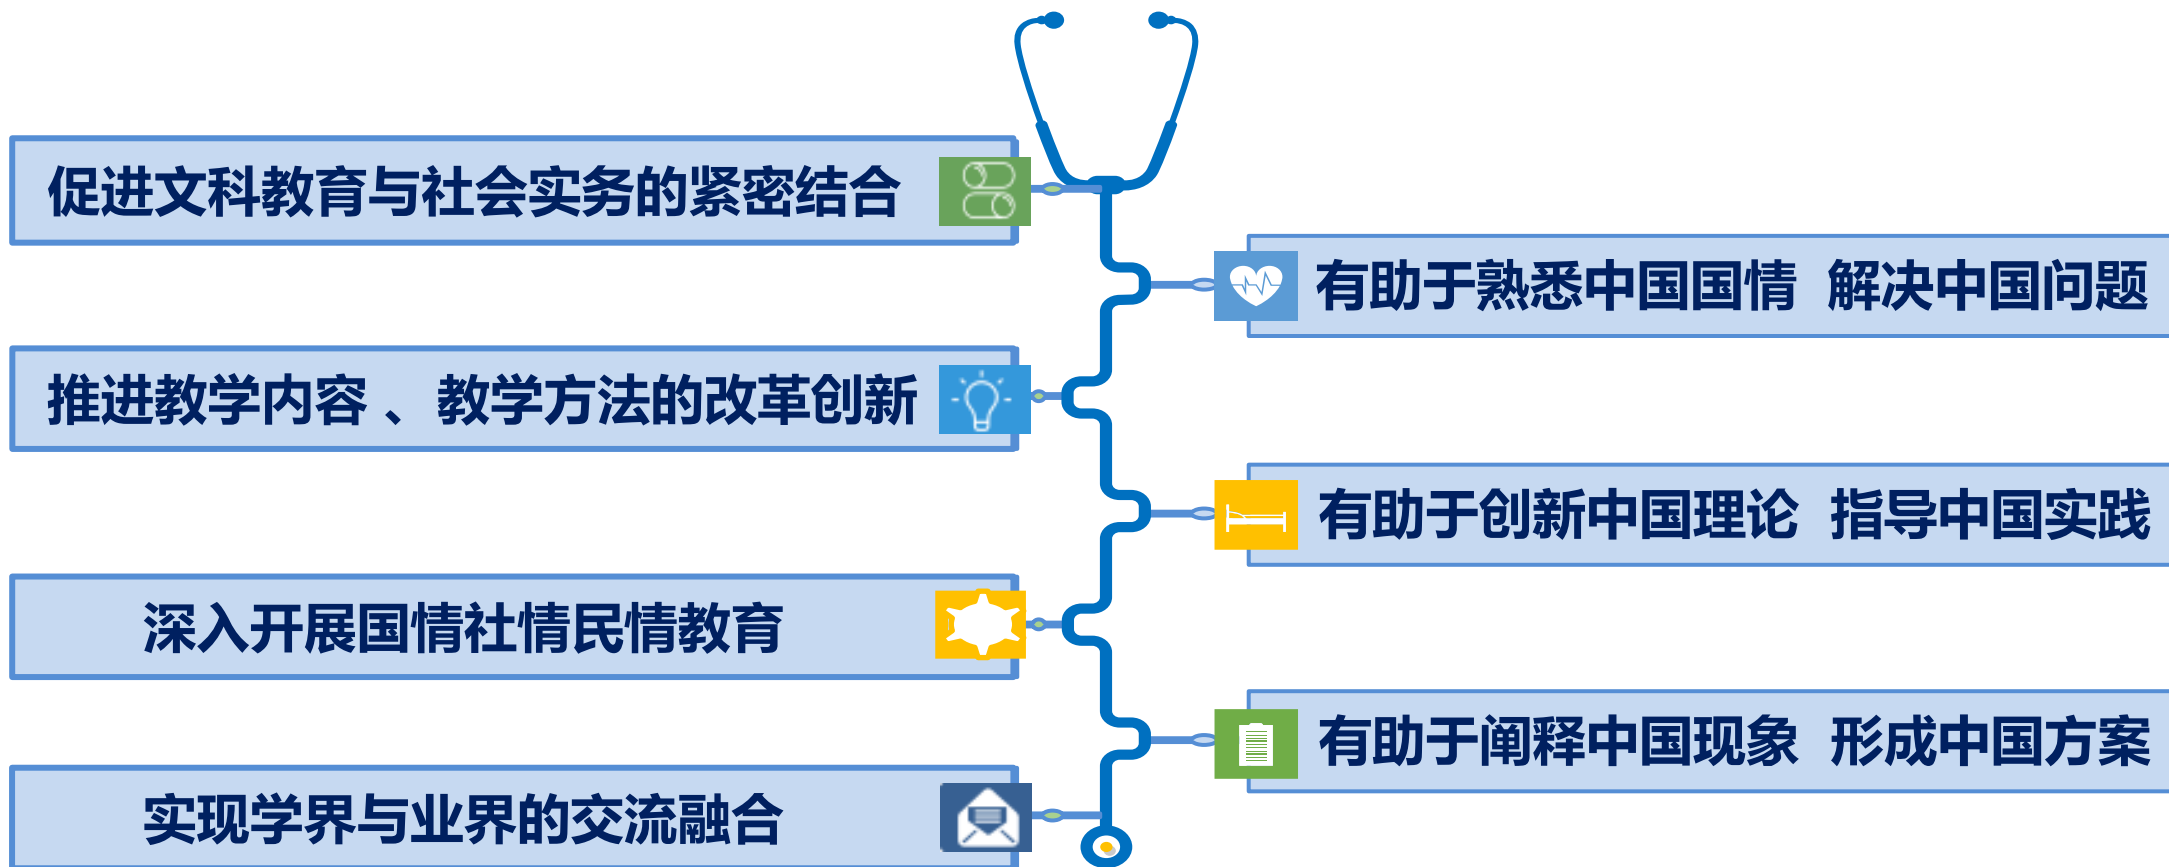 促进文科教育与社会实务的紧密结合
有助于熟悉中国国情 解决中国问题
推进教学内容 、教学方法的改革创新
有助于创新中国理论 指导中国实践
深入开展国情社情民情教育
有助于阐释中国现象 形成中国方案
实现学界与业界的交流融合